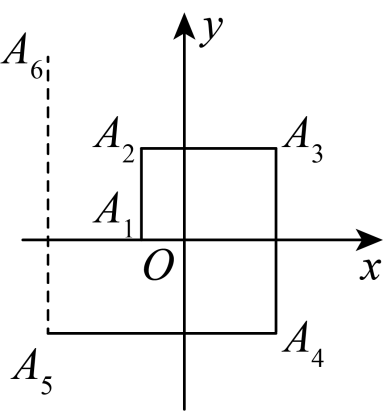 y
A₆
A₂ A₃
A₁
O x
A₅ A₄